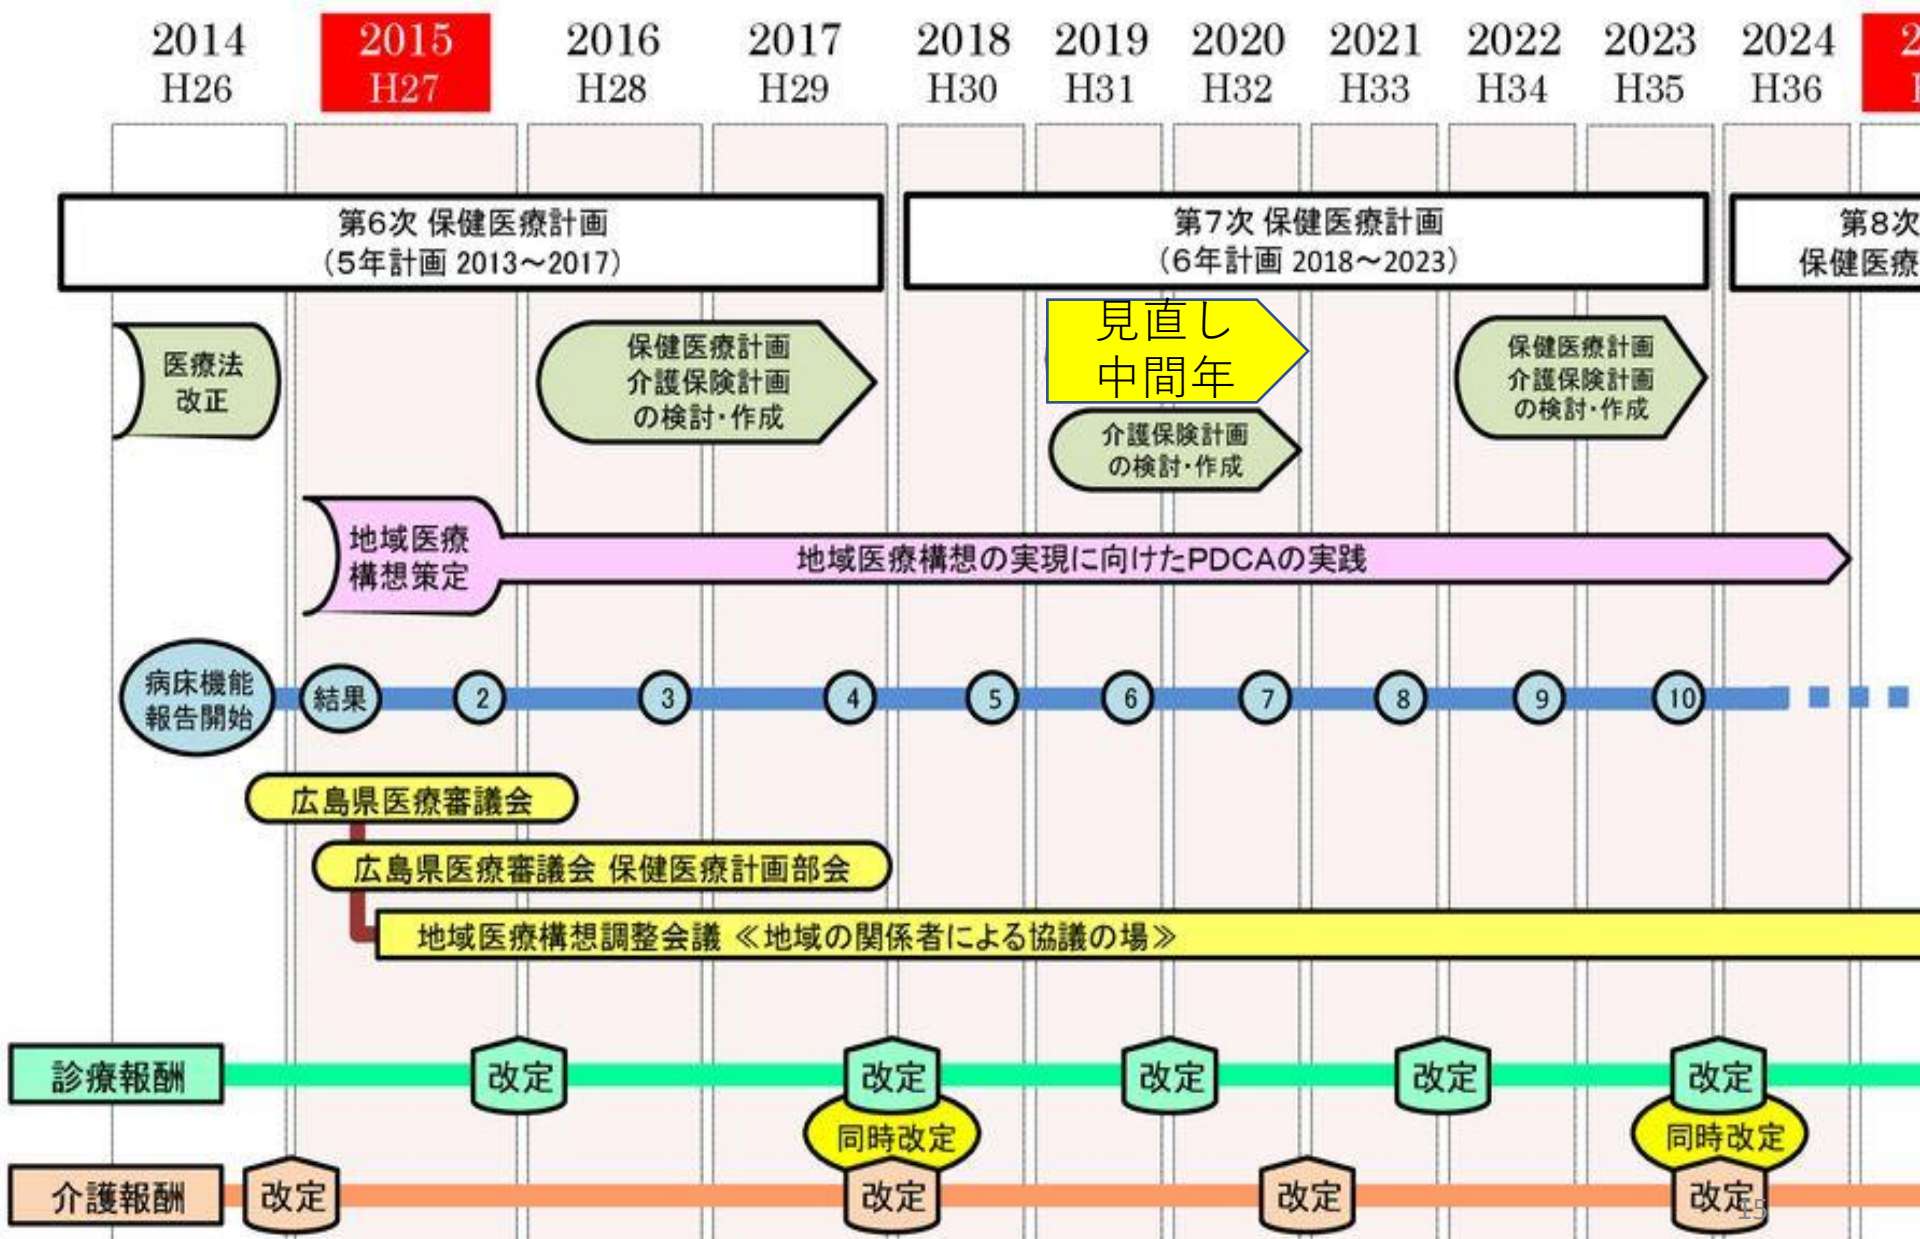 2014 2015 2016 2017 2018 2019 2020 2021 2022 2023 2024 2
H26 H27 H28 H29 H30 H31 H32 H33 H34 H35 H36
第6次 保健医療計画
（5年計画 2013～2017）
第7次 保健医療計画
（6年計画 2018～2023）
第8次
保健医療
医療法
改正
保健医療計画
介護保険計画
の検討・作成
見直し
中間年
介護保険計画
の検討・作成
保健医療計画
介護保険計画
の検討・作成
地域医療
構想策定
地域医療構想の実現に向けたPDCAの実践
病床機能
報告開始
結果 2 3 4 5 6 7 8 9 10
広島県医療審議会
広島県医療審議会 保健医療計画部会
地域医療構想調整会議 ≪地域の関係者による協議の場≫
診療報酬 改定 改定 改定 改定 改定
同時改定 同時改定
介護報酬 改定 改定 改定 改定
15